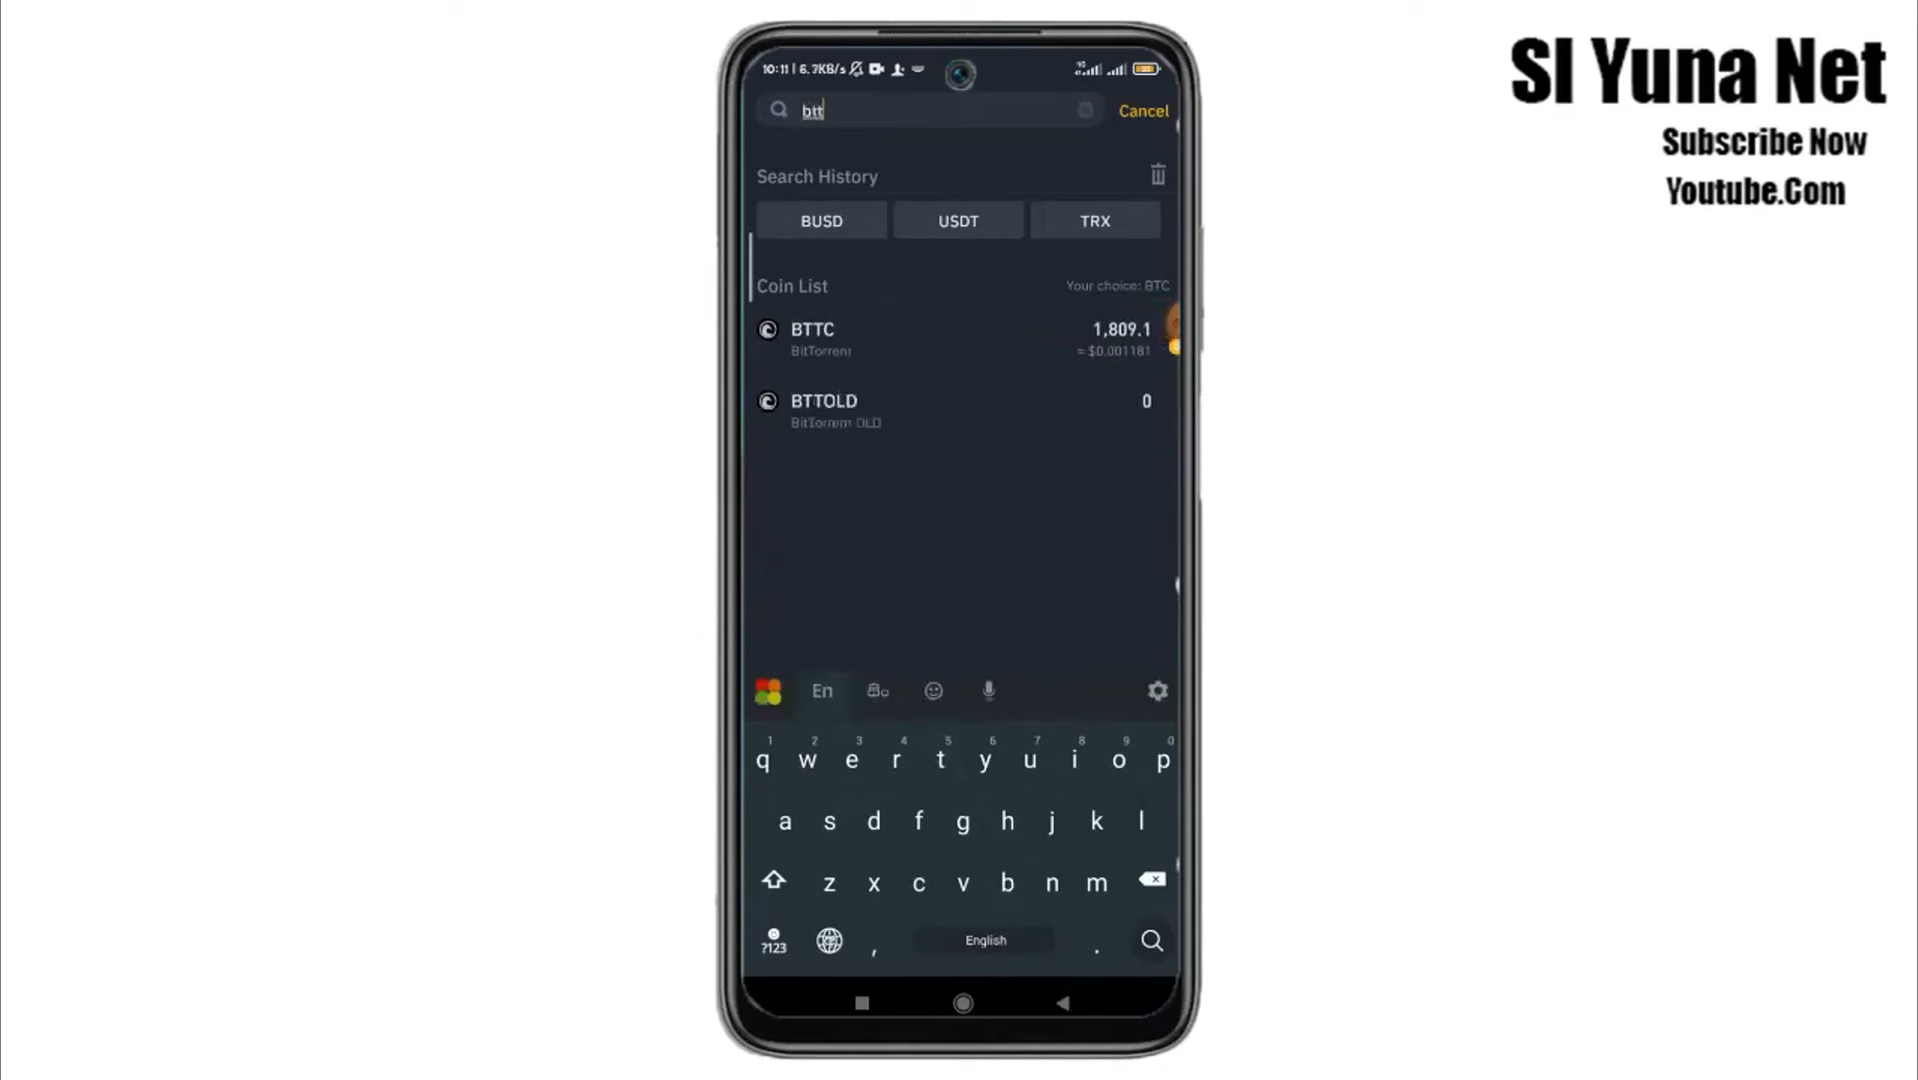 SI Yuna Net
Subscribe Now
Youtube.Com
10:11 | 6.7KB/s
btt
Cancel
Search History
BUSD USDT TRX
Coin List Your choice: BTC
BTTC 1,809.1
BitTorrent ≈ $0.001181
BTTOLD 0
BitTorrent OLD
En
1 2 3 4 5 6 7 8 9 0
q w e r t y u i o p
a s d f g h j k l
z x c v b n m
?123 , English .